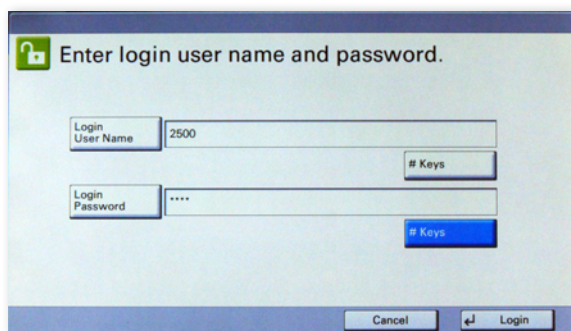 Enter login user name and password.
Login
User Name
2500
# Keys
Login
Password
••••
# Keys
Cancel
Login